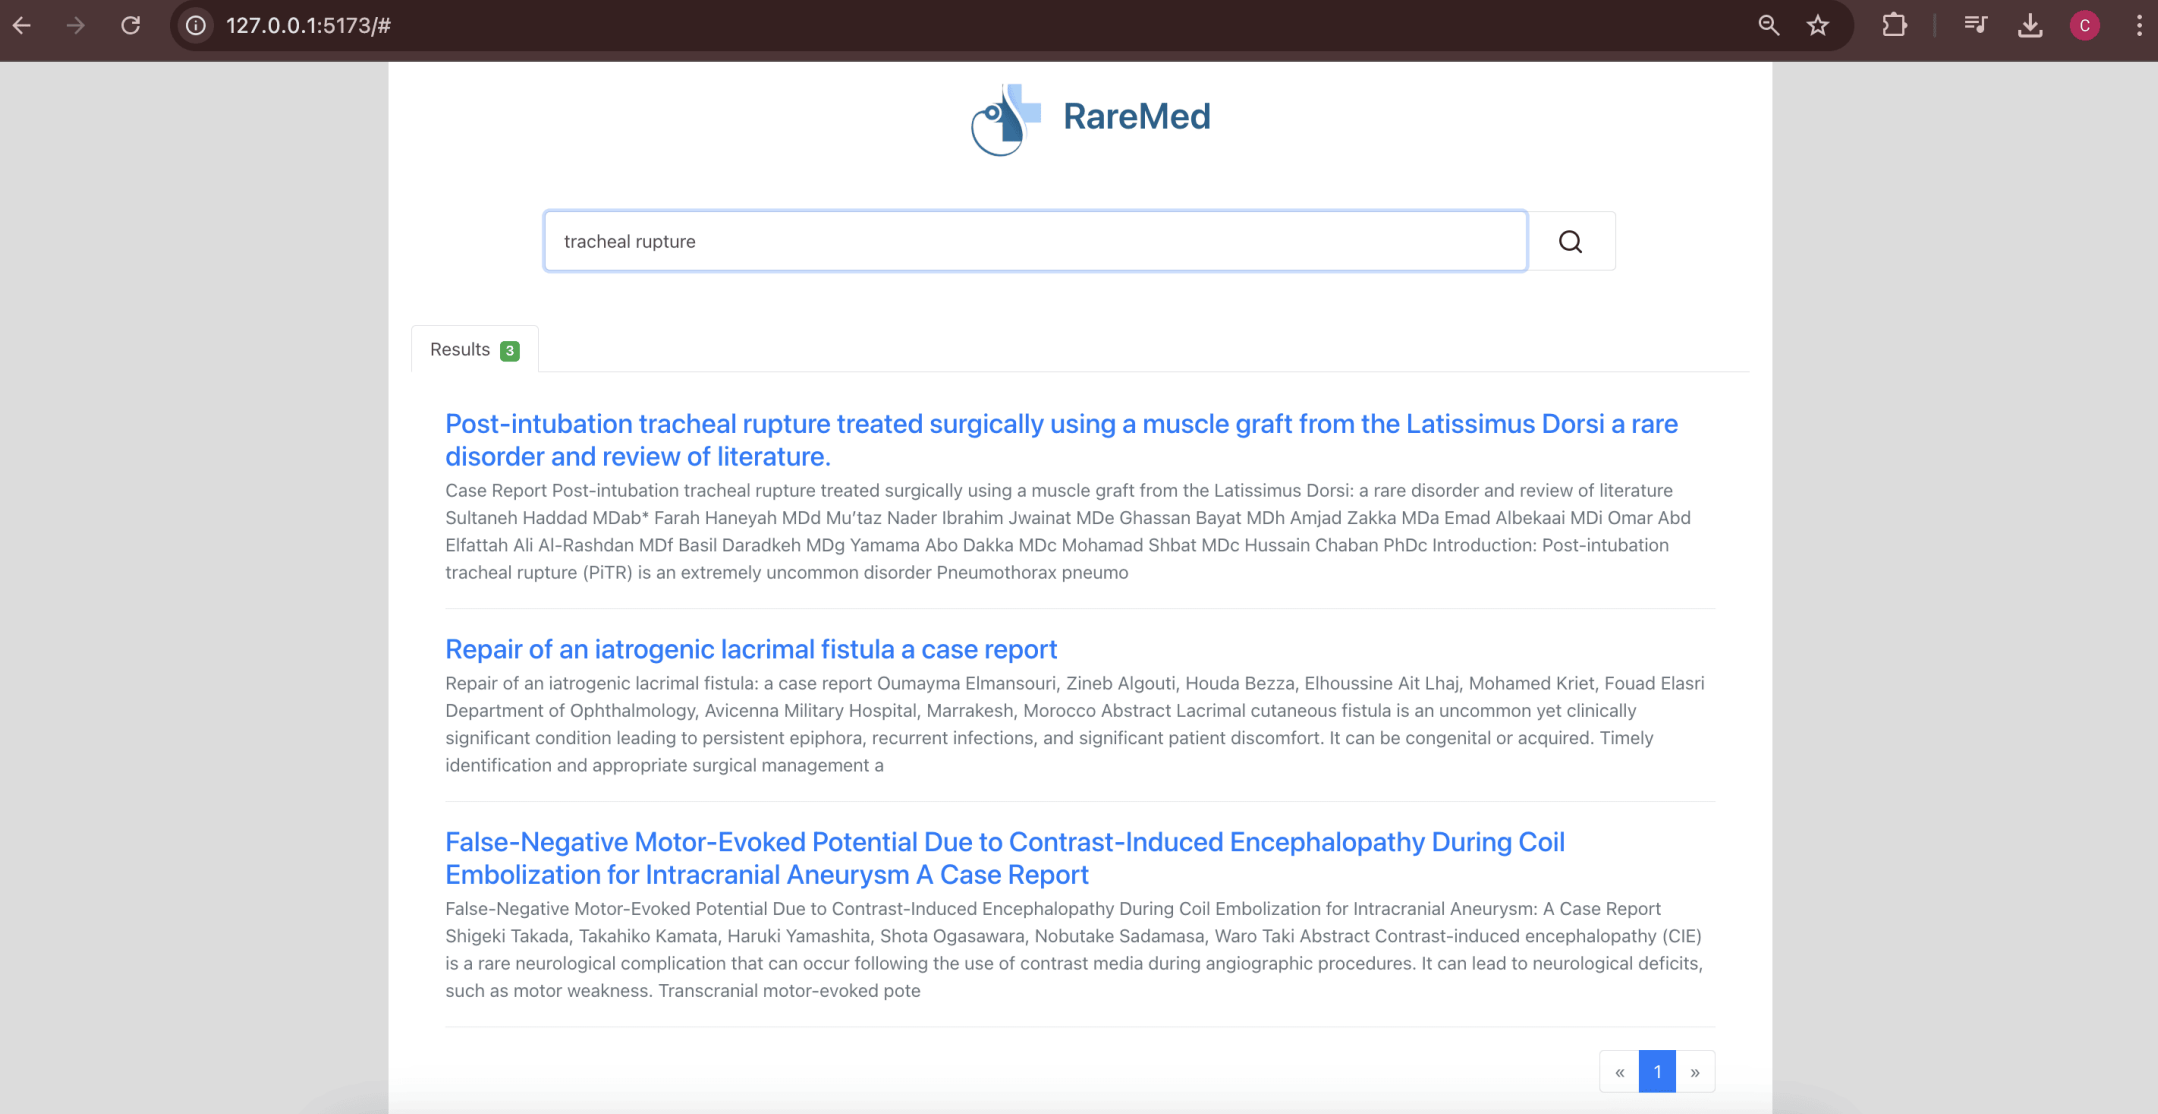 127.0.0.1:5173/#
C
RareMed
tracheal rupture
Results 3
Post-intubation tracheal rupture treated surgically using a muscle graft from the Latissimus Dorsi a rare
disorder and review of literature.
Case Report Post-intubation tracheal rupture treated surgically using a muscle graft from the Latissimus Dorsi: a rare disorder and review of literature
Sultaneh Haddad MDab* Farah Haneyah MDd Mu’taz Nader Ibrahim Jwainat MDe Ghassan Bayat MDh Amjad Zakka MDa Emad Albekaai MDi Omar Abd
Elfattah Ali Al-Rashdan MDf Basil Daradkeh MDg Yamama Abo Dakka MDc Mohamad Shbat MDc Hussain Chaban PhDc Introduction: Post-intubation
tracheal rupture (PiTR) is an extremely uncommon disorder Pneumothorax pneumo
Repair of an iatrogenic lacrimal fistula a case report
Repair of an iatrogenic lacrimal fistula: a case report Oumayma Elmansouri, Zineb Algouti, Houda Bezza, Elhoussine Ait Lhaj, Mohamed Kriet, Fouad Elasri
Department of Ophthalmology, Avicenna Military Hospital, Marrakesh, Morocco Abstract Lacrimal cutaneous fistula is an uncommon yet clinically
significant condition leading to persistent epiphora, recurrent infections, and significant patient discomfort. It can be congenital or acquired. Timely
identification and appropriate surgical management a
False-Negative Motor-Evoked Potential Due to Contrast-Induced Encephalopathy During Coil
Embolization for Intracranial Aneurysm A Case Report
False-Negative Motor-Evoked Potential Due to Contrast-Induced Encephalopathy During Coil Embolization for Intracranial Aneurysm: A Case Report
Shigeki Takada, Takahiko Kamata, Haruki Yamashita, Shota Ogasawara, Nobutake Sadamasa, Waro Taki Abstract Contrast-induced encephalopathy (CIE)
is a rare neurological complication that can occur following the use of contrast media during angiographic procedures. It can lead to neurological deficits,
such as motor weakness. Transcranial motor-evoked pote
« 1 »